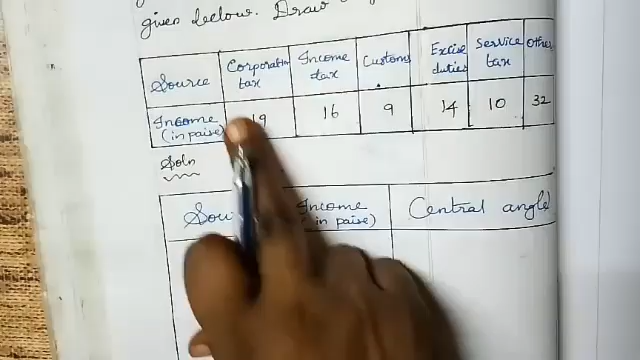 given below. Draw
Source Corporation tax Income tax Customs Excise duties Service tax Others
Income (in paise) 19 16 9 14 10 32
Soln
Income (in paise) Central angle